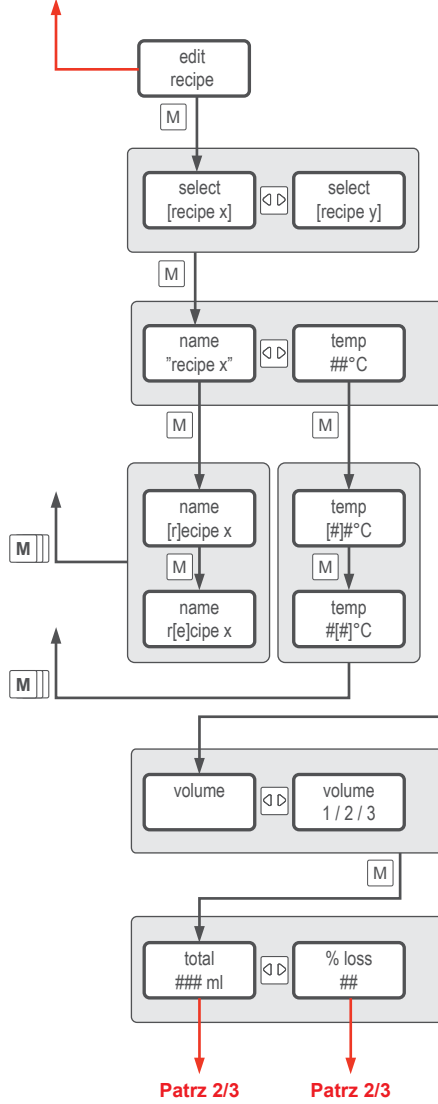 edit
recipe
M
select
[recipe x]
select
[recipe y]
M
name
"recipe x"
temp
##°C
M
M
name
[r]ecipe x
temp
[#]#°C
M
M
M
name
r[e]cipe x
temp
#[#]°C
M
volume
volume
1 / 2 / 3
M
total
### ml
% loss
##
Patrz 2/3
Patrz 2/3